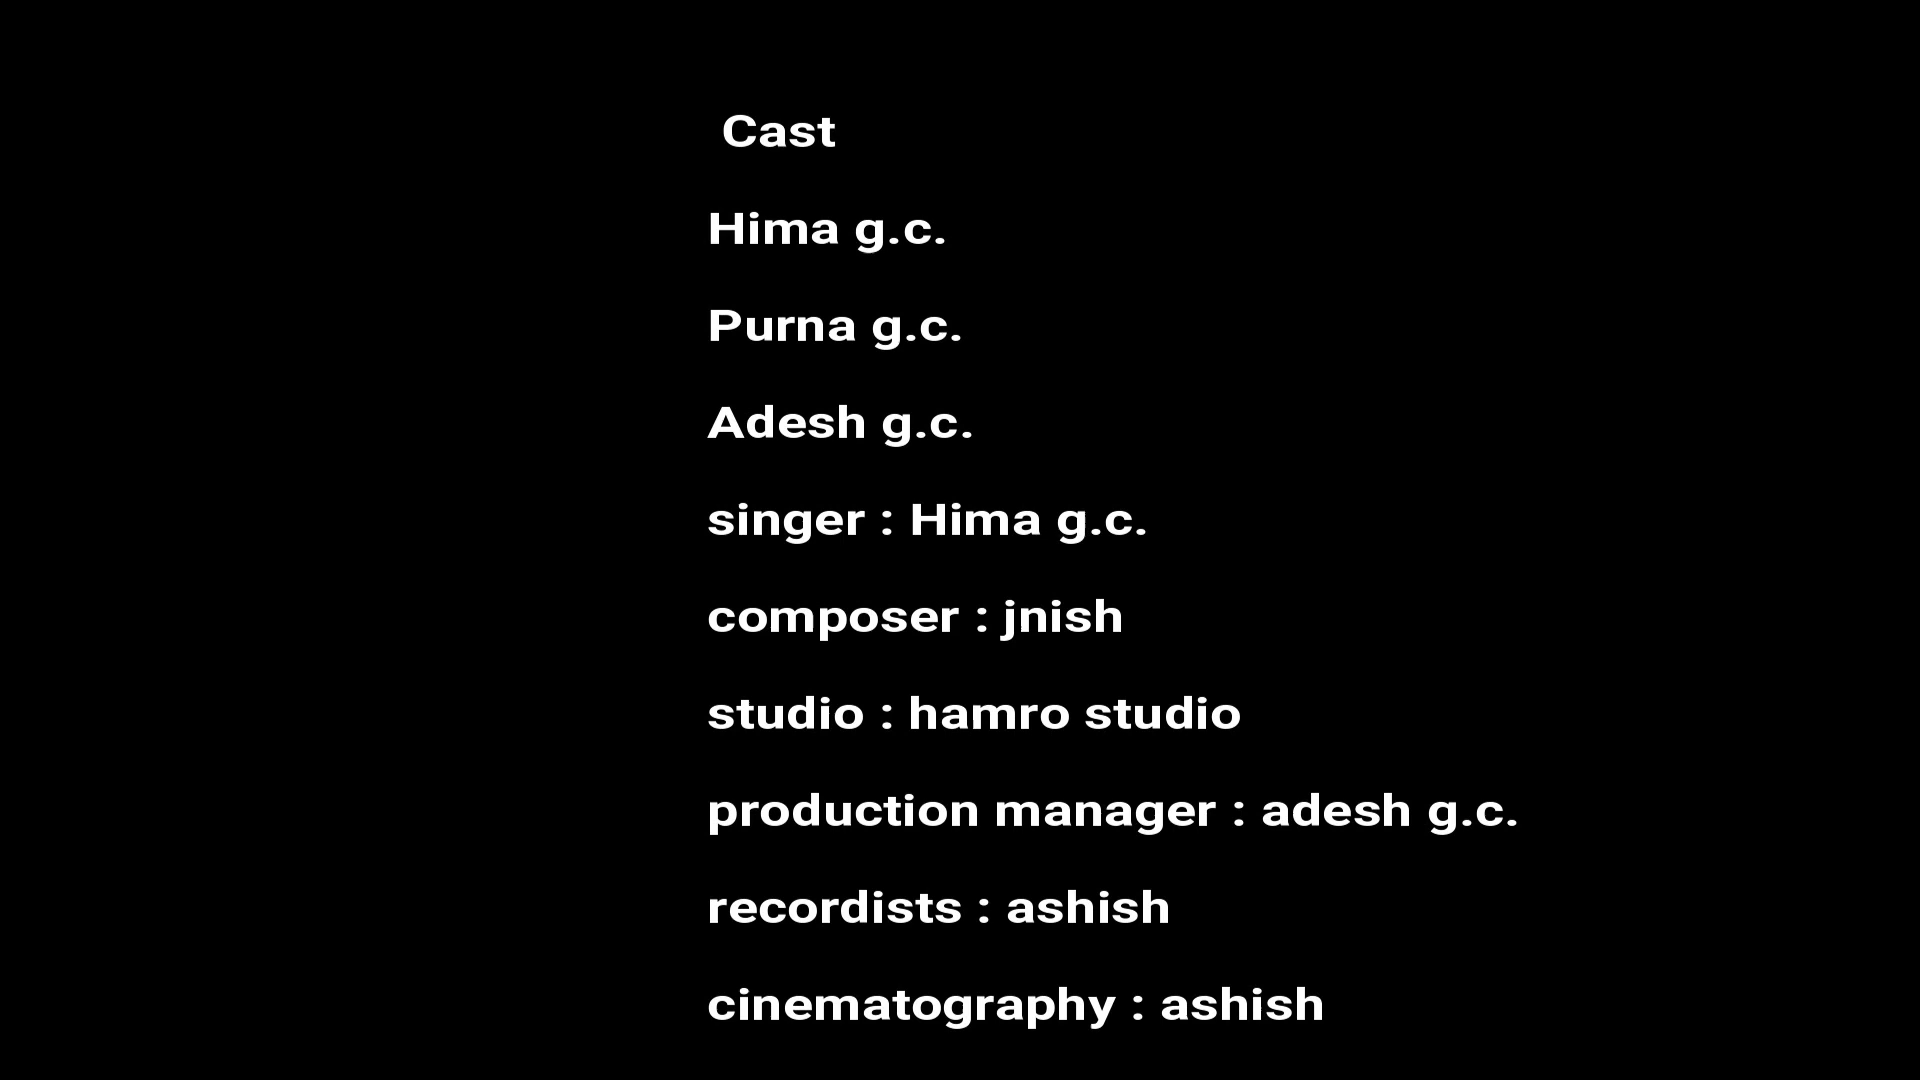 Cast
Hima g.c.
Purna g.c.
Adesh g.c.
singer : Hima g.c.
composer : jnish
studio : hamro studio
production manager : adesh g.c.
recordists : ashish
cinematography : ashish